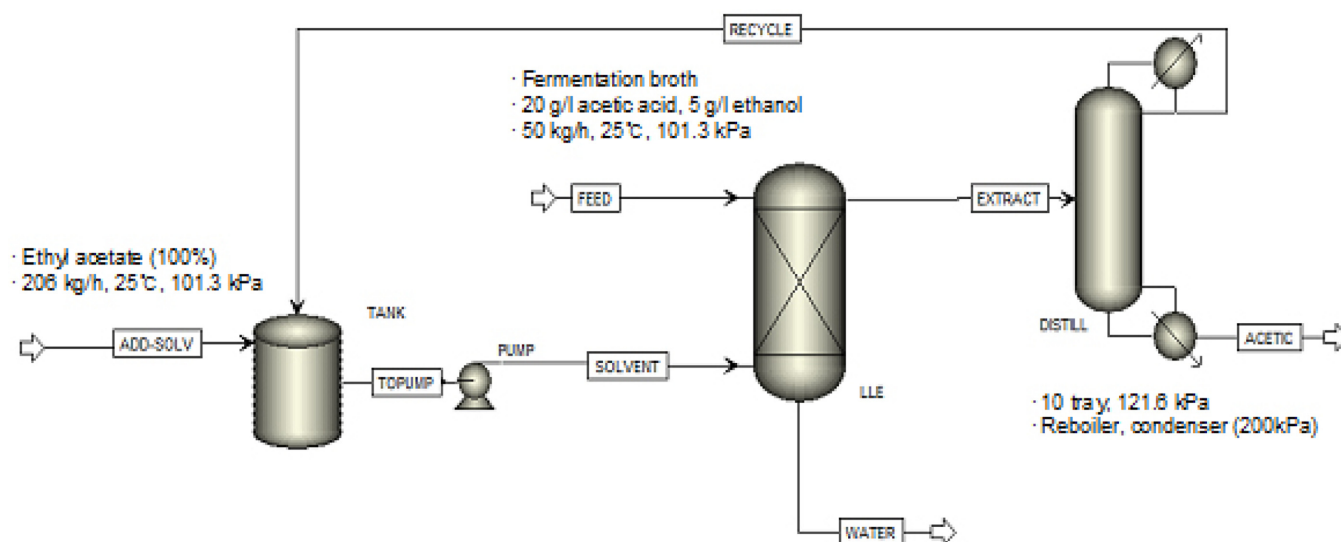 RECYCLE
· Fermentation broth
· 20 g/l acetic acid, 5 g/l ethanol
· 50 kg/h, 25℃, 101.3 kPa
FEED
EXTRACT
· Ethyl acetate (100%)
· 206 kg/h, 25℃, 101.3 kPa
TANK
ADD-SOLV
PUMP
SOLVENT
TOPUMP
LLE
DISTILL
ACETIC
· 10 tray, 121.6 kPa
· Reboiler, condenser (200kPa)
WATER